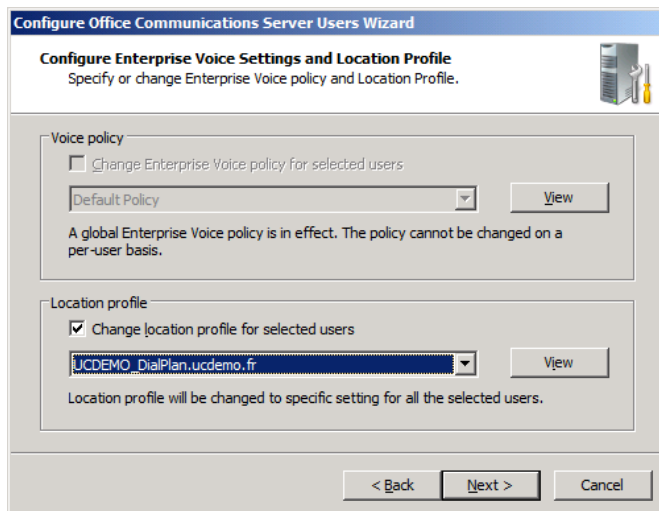 Configure Office Communications Server Users Wizard
Configure Enterprise Voice Settings and Location Profile
Specify or change Enterprise Voice policy and Location Profile.
Voice policy
Change Enterprise Voice policy for selected users
Default Policy
View
A global Enterprise Voice policy is in effect. The policy cannot be changed on a
per-user basis.
Location profile
Change location profile for selected users
UCDEMO_DialPlan.ucdemo.fr
View
Location profile will be changed to specific setting for all the selected users.
< Back
Next >
Cancel